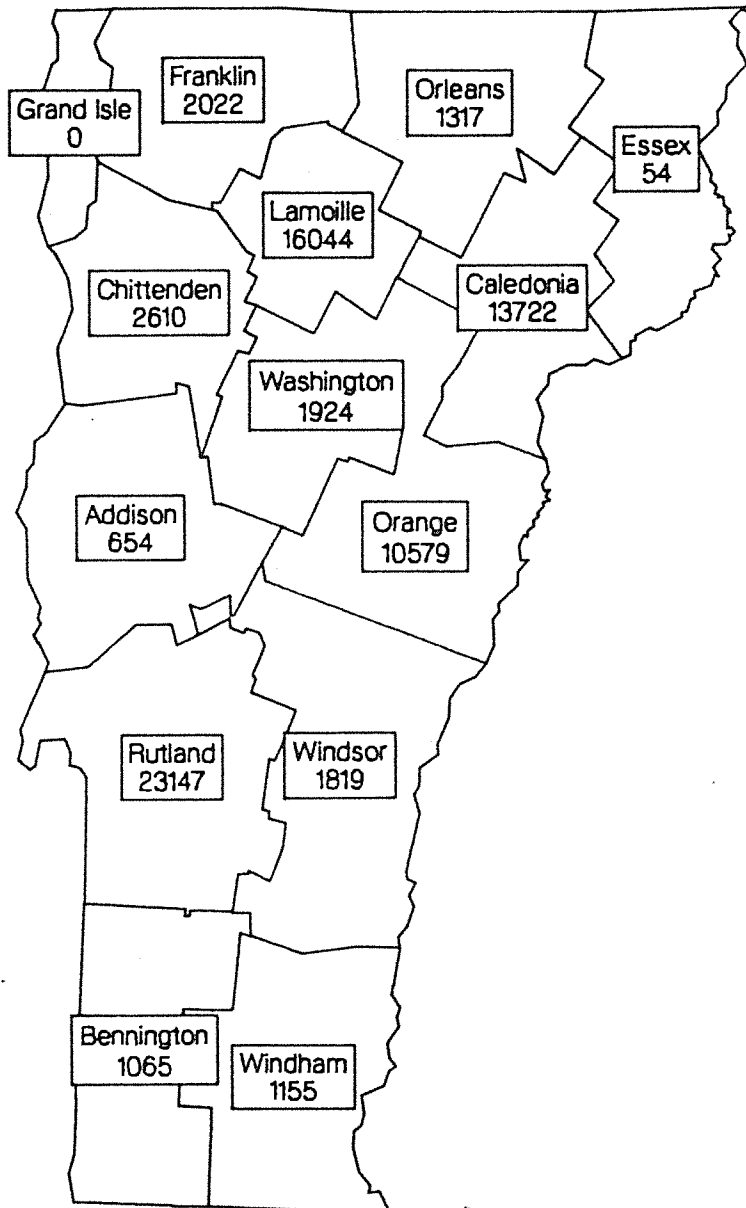 Franklin
2022
Orleans
1317
Grand Isle
0
Essex
54
Lamoille
16044
Chittenden
2610
Caledonia
13722
Washington
1924
Addison
654
Orange
10579
Rutland
23147
Windsor
1819
Bennington
1065
Windham
1155